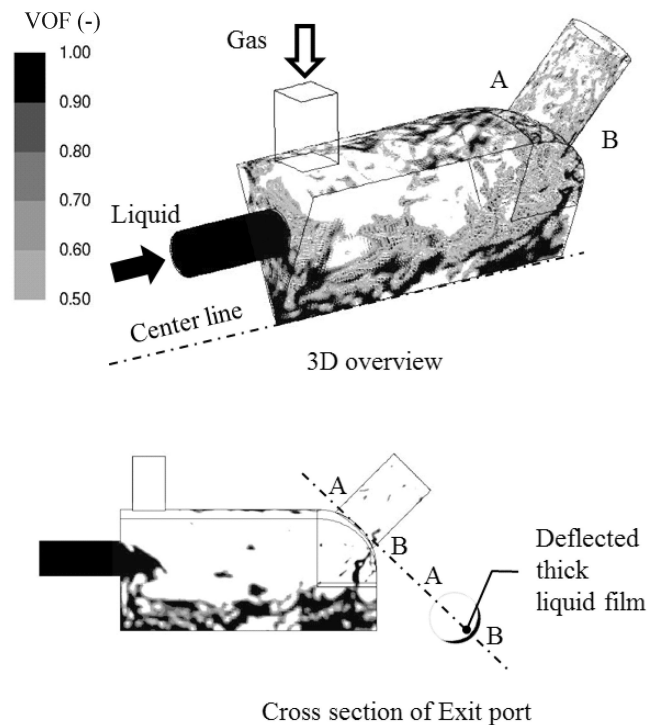 VOF (-)
1.00
0.90
0.80
0.70
0.60
0.50
Gas
A
B
Liquid
Center line
3D overview
A
B
A
B
Deflected
thick
liquid film
Cross section of Exit port